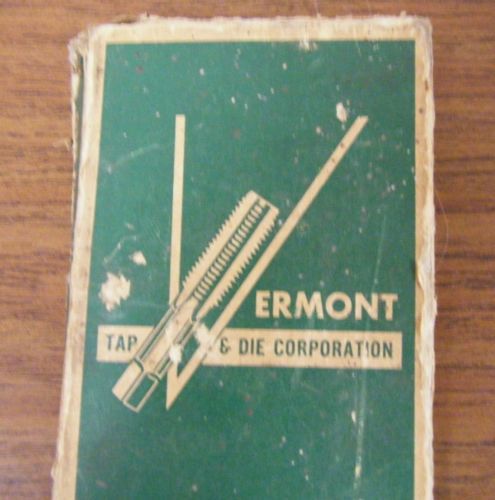 VERMONT
TAP & DIE CORPORATION